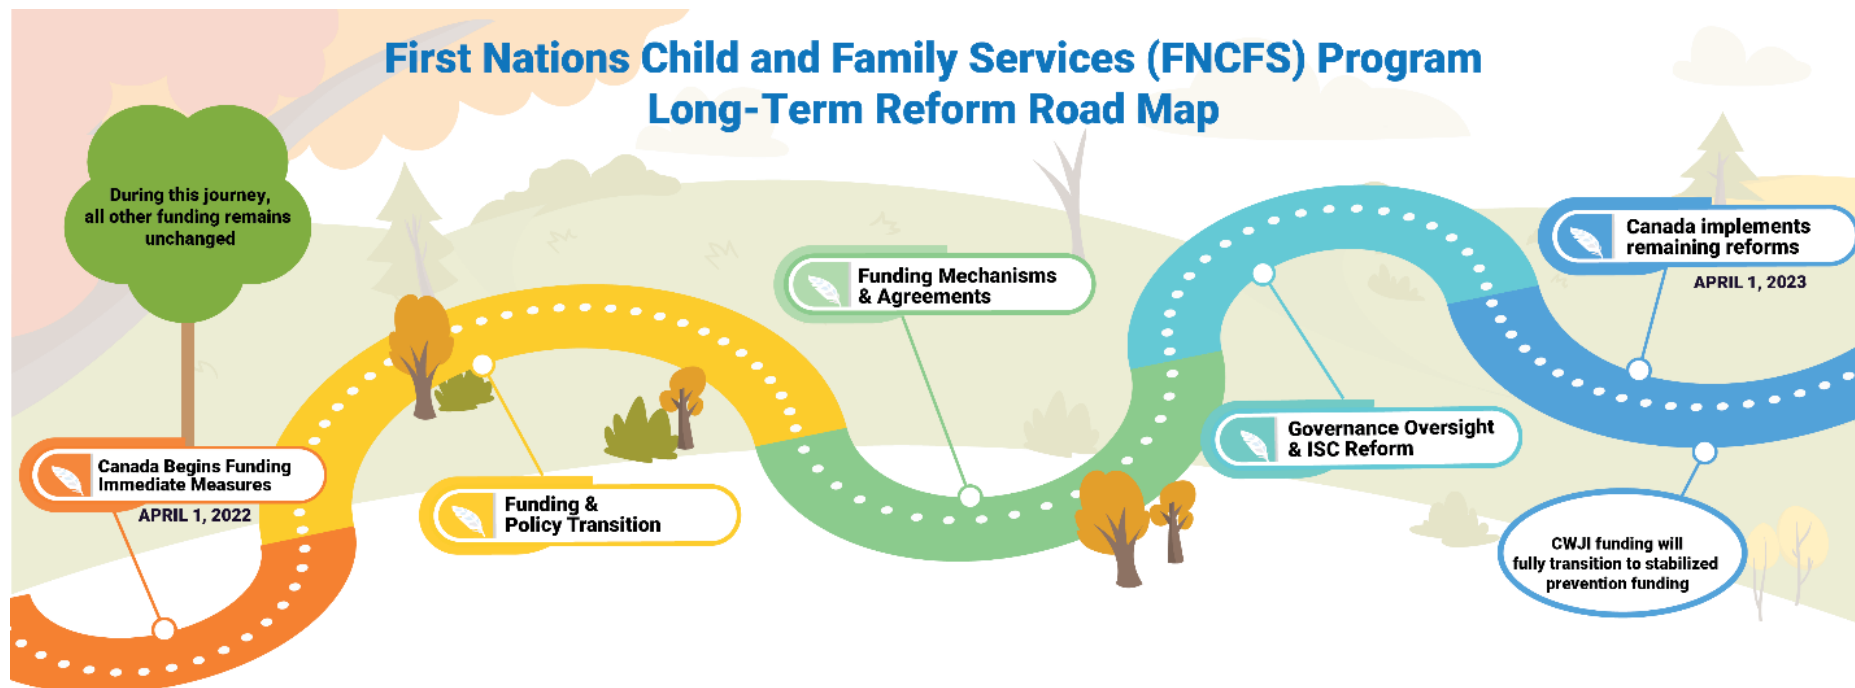 First Nations Child and Family Services (FNCFS) Program
Long-Term Reform Road Map
During this journey,
all other funding remains
unchanged
Canada Begins Funding
Immediate Measures
APRIL 1, 2022
Funding &
Policy Transition
Funding Mechanisms
& Agreements
Governance Oversight
& ISC Reform
Canada implements
remaining reforms
APRIL 1, 2023
CWJI funding will
fully transition to stabilized
prevention funding